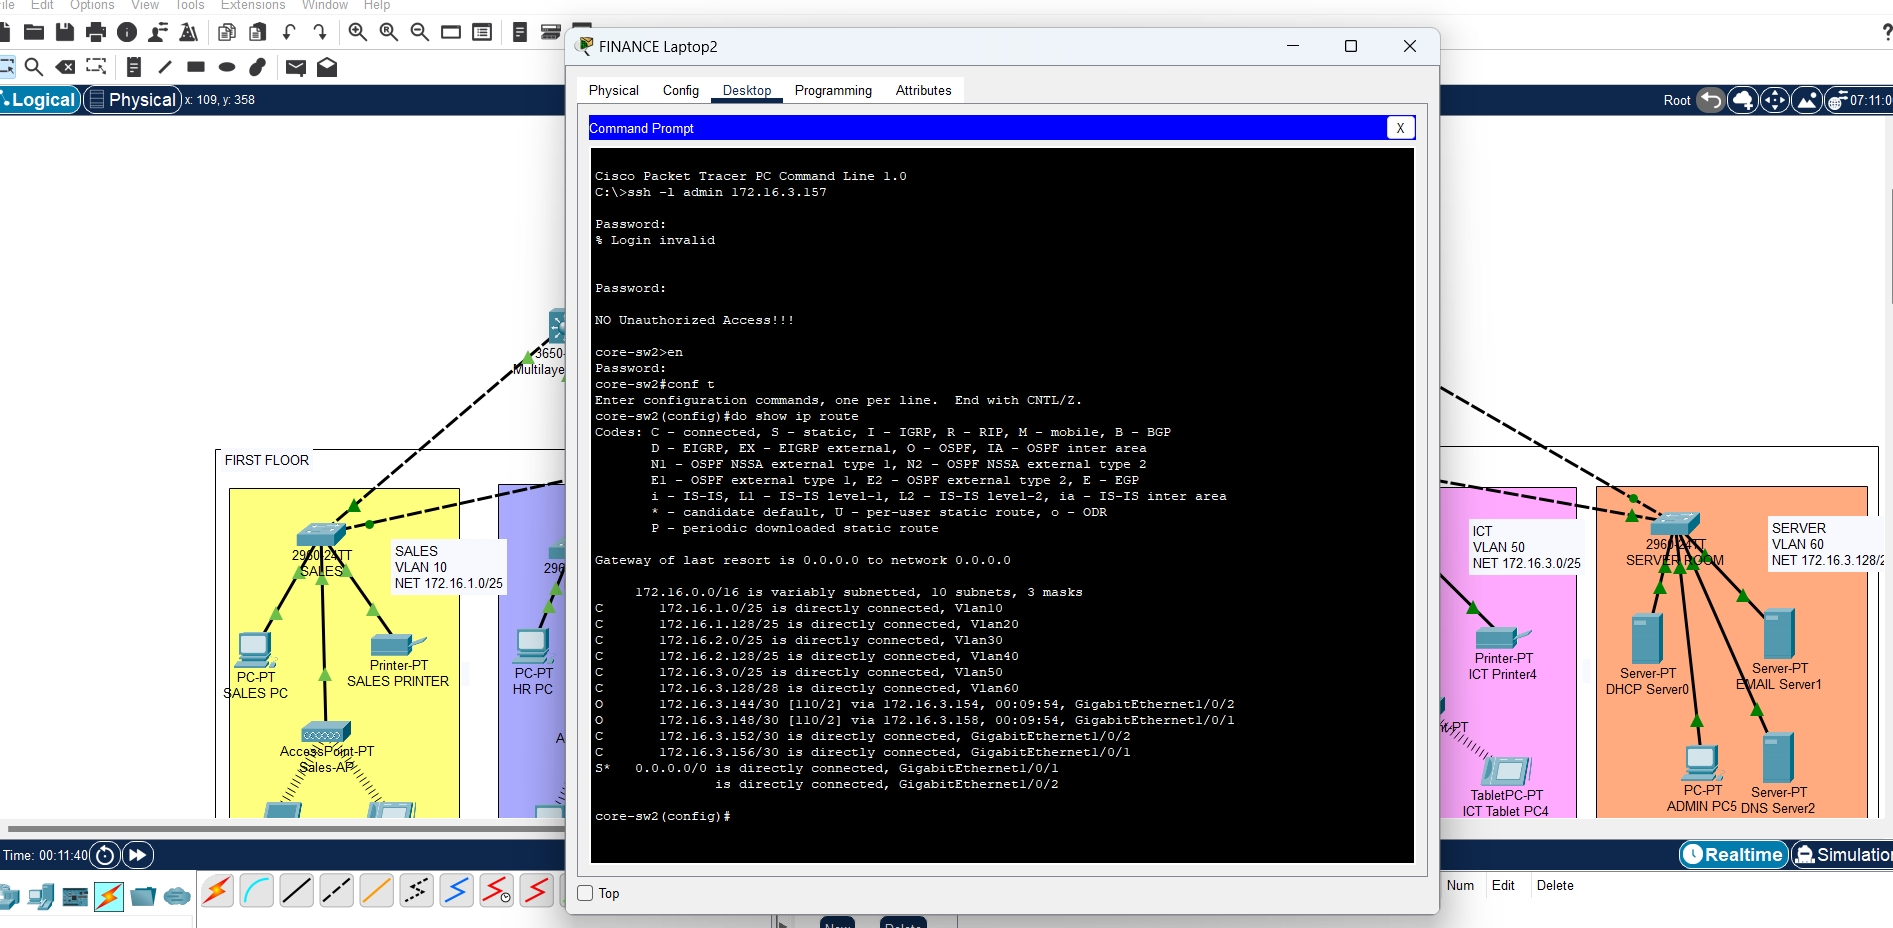 Edit Options View Tools Extensions Window Help
Logical
Physical
x: 109, y: 358
Root
07:11:0
FINANCE Laptop2
Physical Config Desktop Programming Attributes
Command Prompt
X
Cisco Packet Tracer PC Command Line 1.0
C:\>ssh -l admin 172.16.3.157
Password:
% Login invalid
Password:
NO Unauthorized Access!!!
core-sw2>en
Password:
core-sw2#conf t
Enter configuration commands, one per line.  End with CNTL/Z.
core-sw2(config)#do show ip route
Codes: C - connected, S - static, I - IGRP, R - RIP, M - mobile, B - BGP
D - EIGRP, EX - EIGRP external, O - OSPF, IA - OSPF inter area
N1 - OSPF NSSA external type 1, N2 - OSPF NSSA external type 2
E1 - OSPF external type 1, E2 - OSPF external type 2, E - EGP
i - IS-IS, L1 - IS-IS level-1, L2 - IS-IS level-2, ia - IS-IS inter area
* - candidate default, U - per-user static route, o - ODR
P - periodic downloaded static route
Gateway of last resort is 0.0.0.0 to network 0.0.0.0
172.16.0.0/16 is variably subnetted, 10 subnets, 3 masks
C 172.16.1.0/25 is directly connected, Vlan10
C 172.16.1.128/25 is directly connected, Vlan20
C 172.16.2.0/25 is directly connected, Vlan30
C 172.16.2.128/25 is directly connected, Vlan40
C 172.16.3.0/25 is directly connected, Vlan50
C 172.16.3.128/28 is directly connected, Vlan60
O 172.16.3.144/30 [110/2] via 172.16.3.154, 00:09:54, GigabitEthernet1/0/2
O 172.16.3.148/30 [110/2] via 172.16.3.158, 00:09:54, GigabitEthernet1/0/1
C 172.16.3.152/30 is directly connected, GigabitEthernet1/0/2
C 172.16.3.156/30 is directly connected, GigabitEthernet1/0/1
S* 0.0.0.0/0 is directly connected, GigabitEthernet1/0/1
is directly connected, GigabitEthernet1/0/2
core-sw2(config)#
Top
3650-
Multilaye
FIRST FLOOR
2960-24TT
SALES
SALES
VLAN 10
NET 172.16.1.0/25
PC-PT
SALES PC
Printer-PT
SALES PRINTER
AccessPoint-PT
Sales-AP
296
PC-PT
HR PC
A
ICT
VLAN 50
NET 172.16.3.0/25
Printer-PT
ICT Printer4
t-PT
TabletPC-PT
ICT Tablet PC4
2960-24TT
SERVER ROOM
SERVER
VLAN 60
NET 172.16.3.128/2
Server-PT
DHCP Server0
Server-PT
EMAIL Server1
PC-PT
ADMIN PC5
Server-PT
DNS Server2
Time: 00:11:40
Realtime
Simulation
Num Edit Delete
New Delete